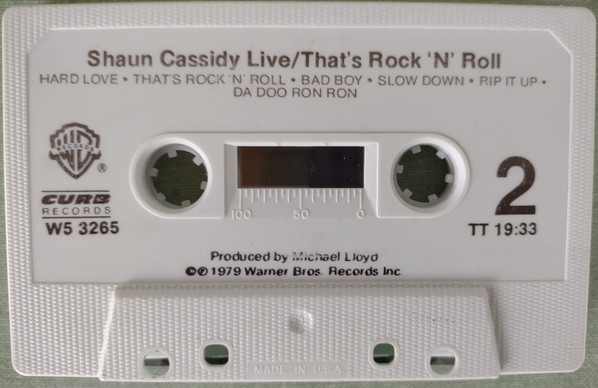 Shaun Cassidy Live/That's Rock 'N' Roll
HARD LOVE • THAT'S ROCK 'N' ROLL • BAD BOY • SLOW DOWN • RIP IT UP •
DA DOO RON RON
WB RECORDS ®
CURB
RECORDS
W5 3265
2
TT 19:33
100 50 0
Produced by Michael Lloyd
©℗ 1979 Warner Bros. Records Inc.
MADE IN U.S.A.